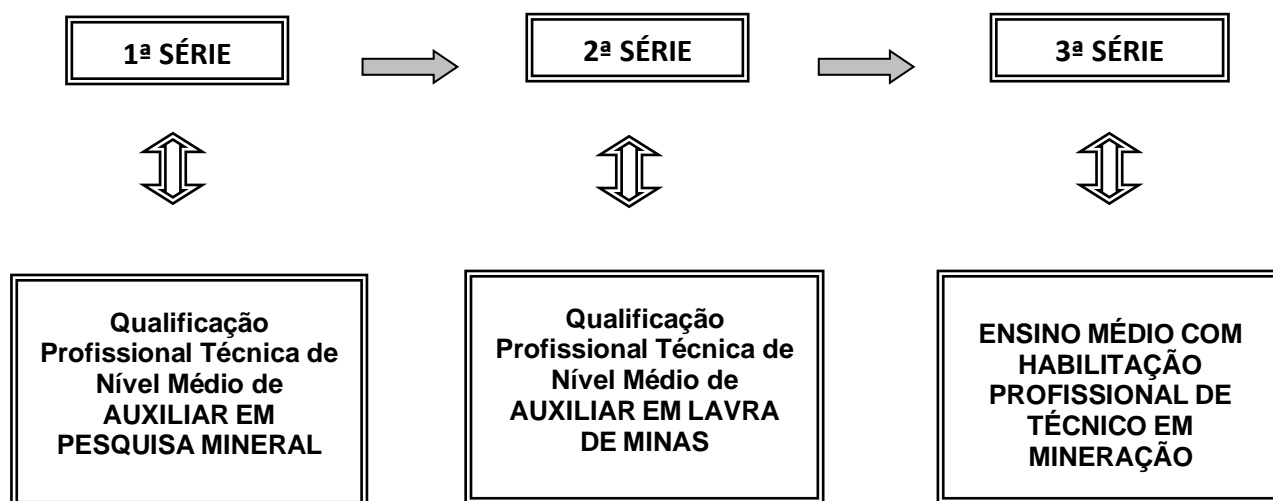 1ª SÉRIE
2ª SÉRIE
3ª SÉRIE
Qualificação
Profissional Técnica de
Nível Médio de
AUXILIAR EM
PESQUISA MINERAL
Qualificação
Profissional Técnica de
Nível Médio de
AUXILIAR EM LAVRA
DE MINAS
ENSINO MÉDIO COM
HABILITAÇÃO
PROFISSIONAL DE
TÉCNICO EM
MINERAÇÃO